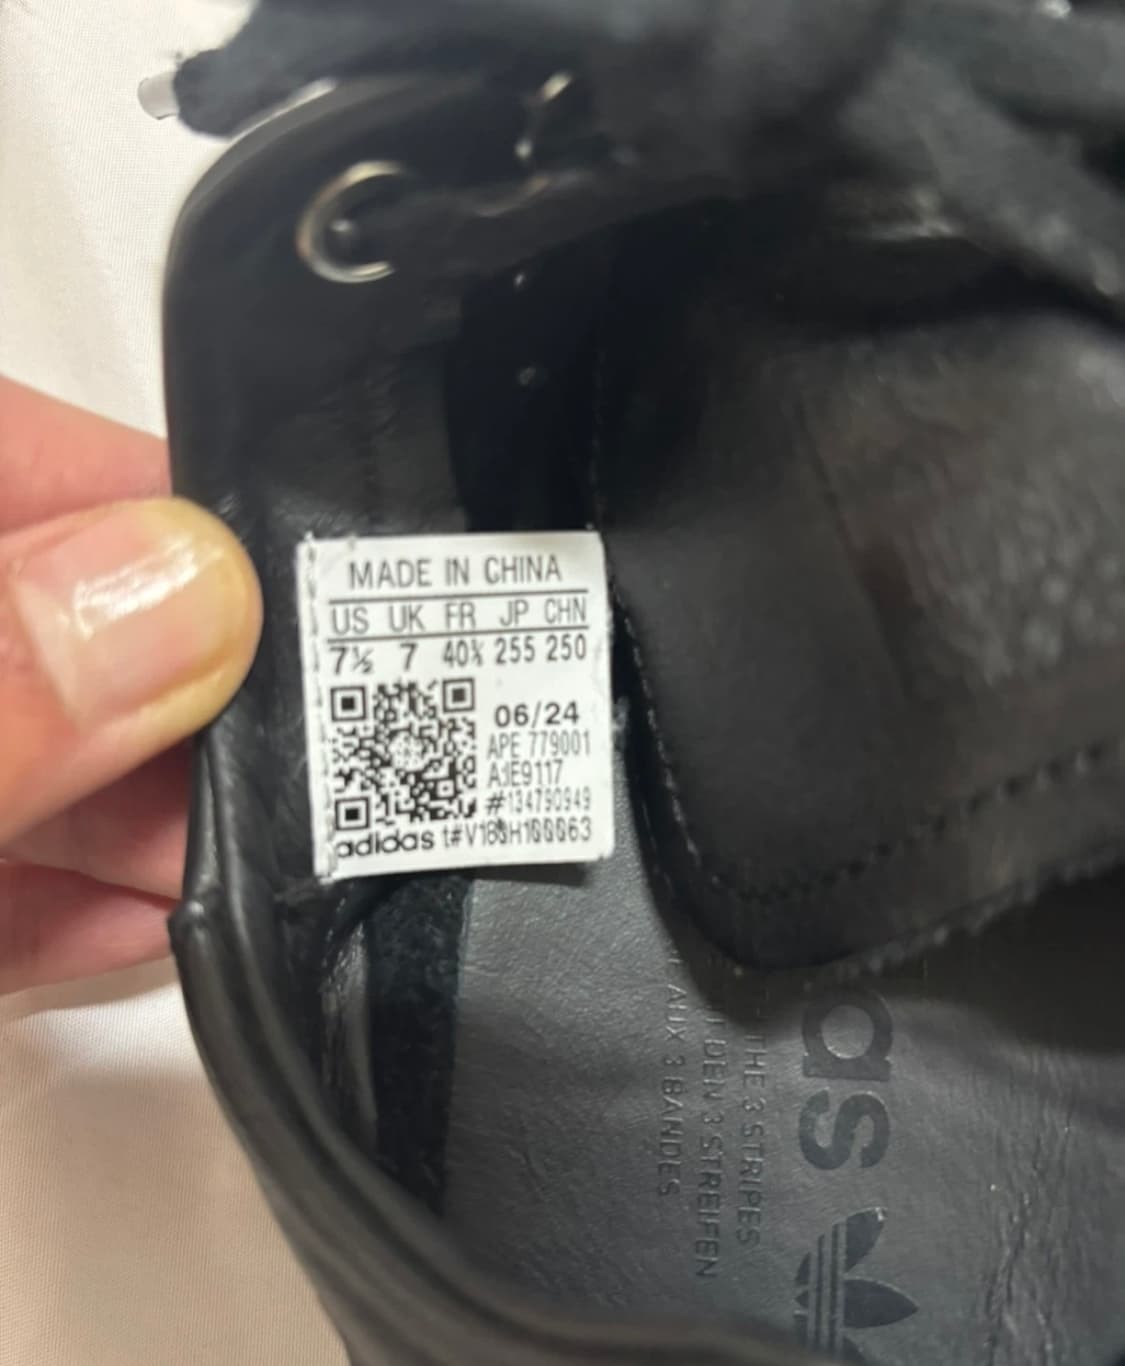 MADE IN CHINA
US UK FR JP CHN
7½ 7 40⅔ 255 250
06/24
APE 779001
#134790949
adidas
as
THE 3 STRIPES
DEN 3 STREIFEN
AUX 3 BANDES